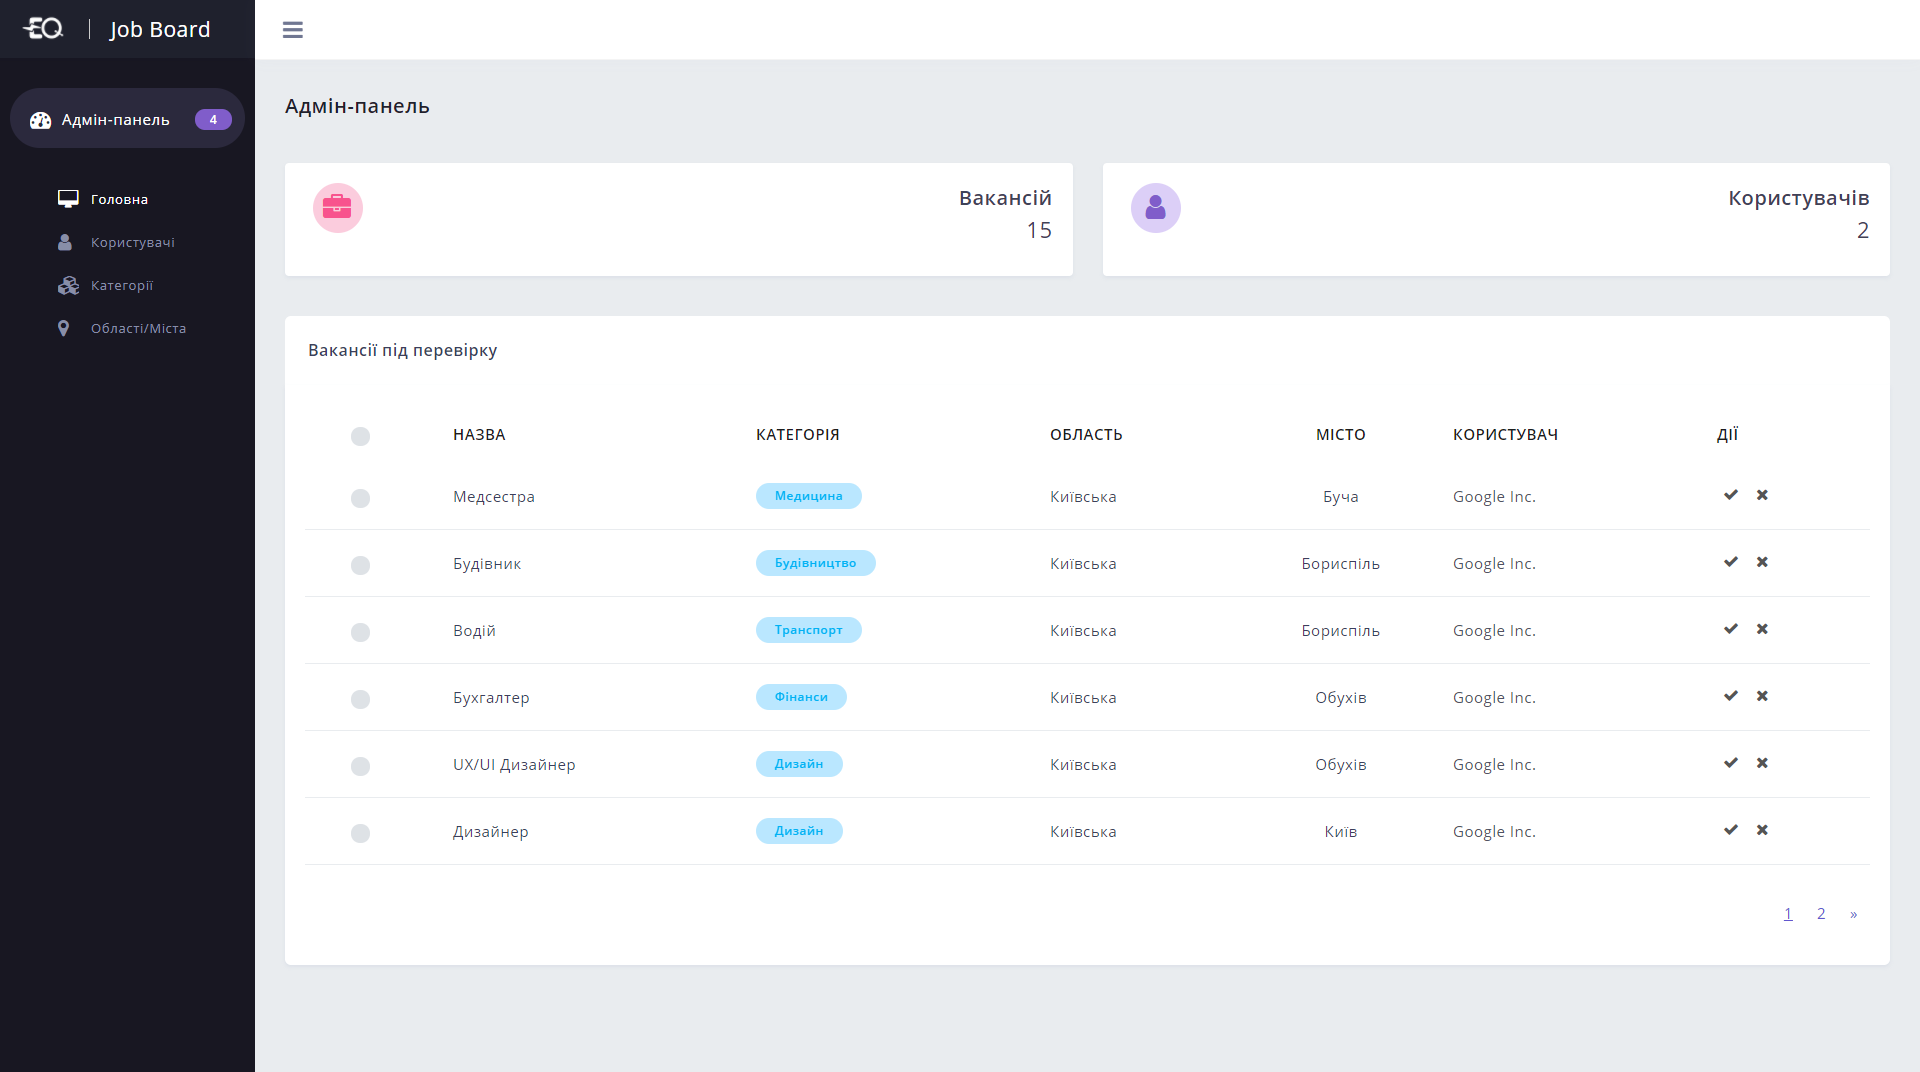 EQ | Job Board
Адмін-панель 4
Головна
Користувачі
Категорії
Області/Міста
Адмін-панель
Вакансій
15
Користувачів
2
Вакансії під перевірку
НАЗВА КАТЕГОРІЯ ОБЛАСТЬ МІСТО КОРИСТУВАЧ ДІЇ
Медсестра Медицина Київська Буча Google Inc.
Будівник Будівництво Київська Бориспіль Google Inc.
Водій Транспорт Київська Бориспіль Google Inc.
Бухгалтер Фінанси Київська Обухів Google Inc.
UX/UI Дизайнер Дизайн Київська Обухів Google Inc.
Дизайнер Дизайн Київська Київ Google Inc.
1 2 »